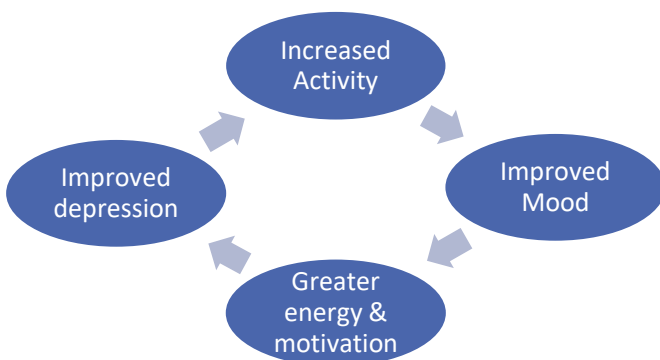 Increased
Activity
Improved
Mood
Greater
energy &
motivation
Improved
depression